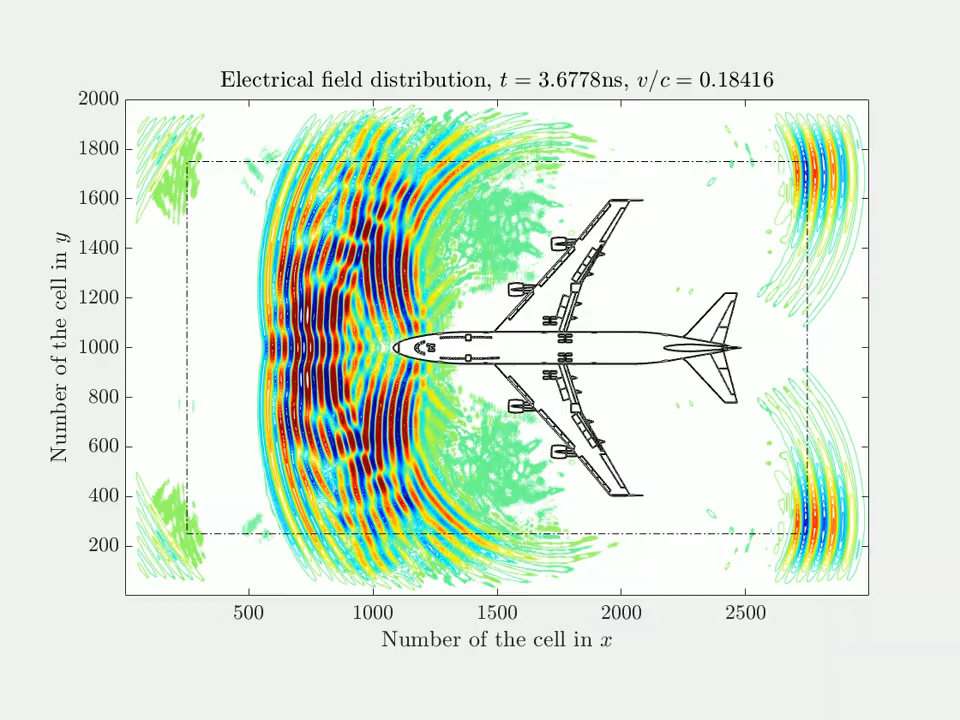 Electrical field distribution, t = 3.6778ns, v/c = 0.18416
2000
1800
1600
1400
1200
1000
800
600
400
200
Number of the cell in y
500 1000 1500 2000 2500
Number of the cell in x